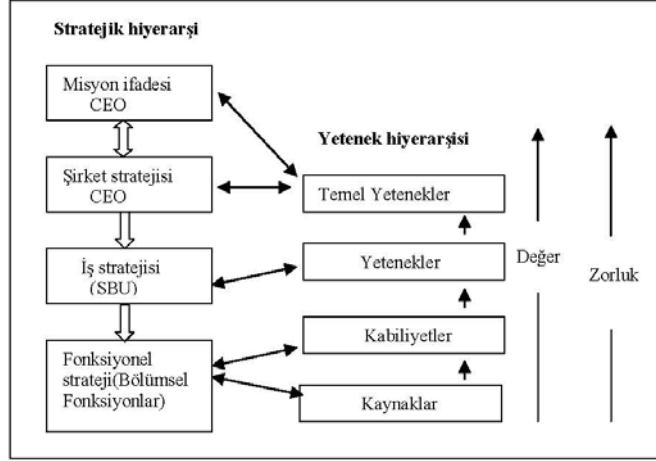 Stratejik hiyerarşi
Misyon ifadesi
CEO
Şirket stratejisi
CEO
İş stratejisi
(SBU)
Fonksiyonel
strateji(Bölümsel
Fonksiyonlar)
Yetenek hiyerarşisi
Temel Yetenekler
Yetenekler
Kabiliyetler
Kaynaklar
Değer
Zorluk